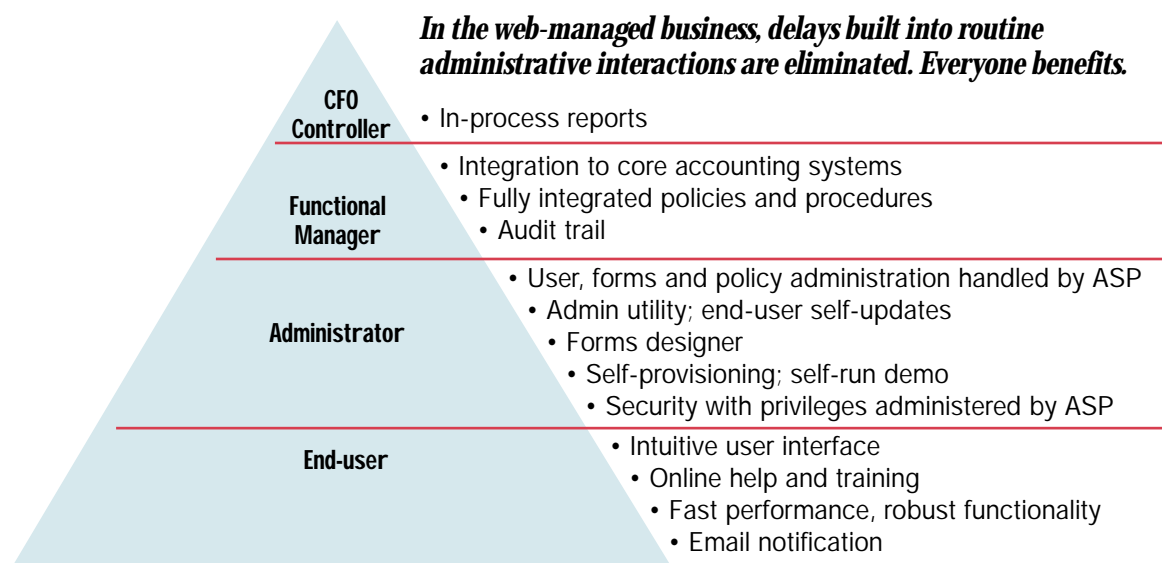 In the web-managed business, delays built into routine
administrative interactions are eliminated. Everyone benefits.
CFO
Controller
• In-process reports
• Integration to core accounting systems
• Fully integrated policies and procedures
Functional
Manager
• Audit trail
• User, forms and policy administration handled by ASP
• Admin utility; end-user self-updates
Administrator
• Forms designer
• Self-provisioning; self-run demo
• Security with privileges administered by ASP
End-user
• Intuitive user interface
• Online help and training
• Fast performance, robust functionality
• Email notification